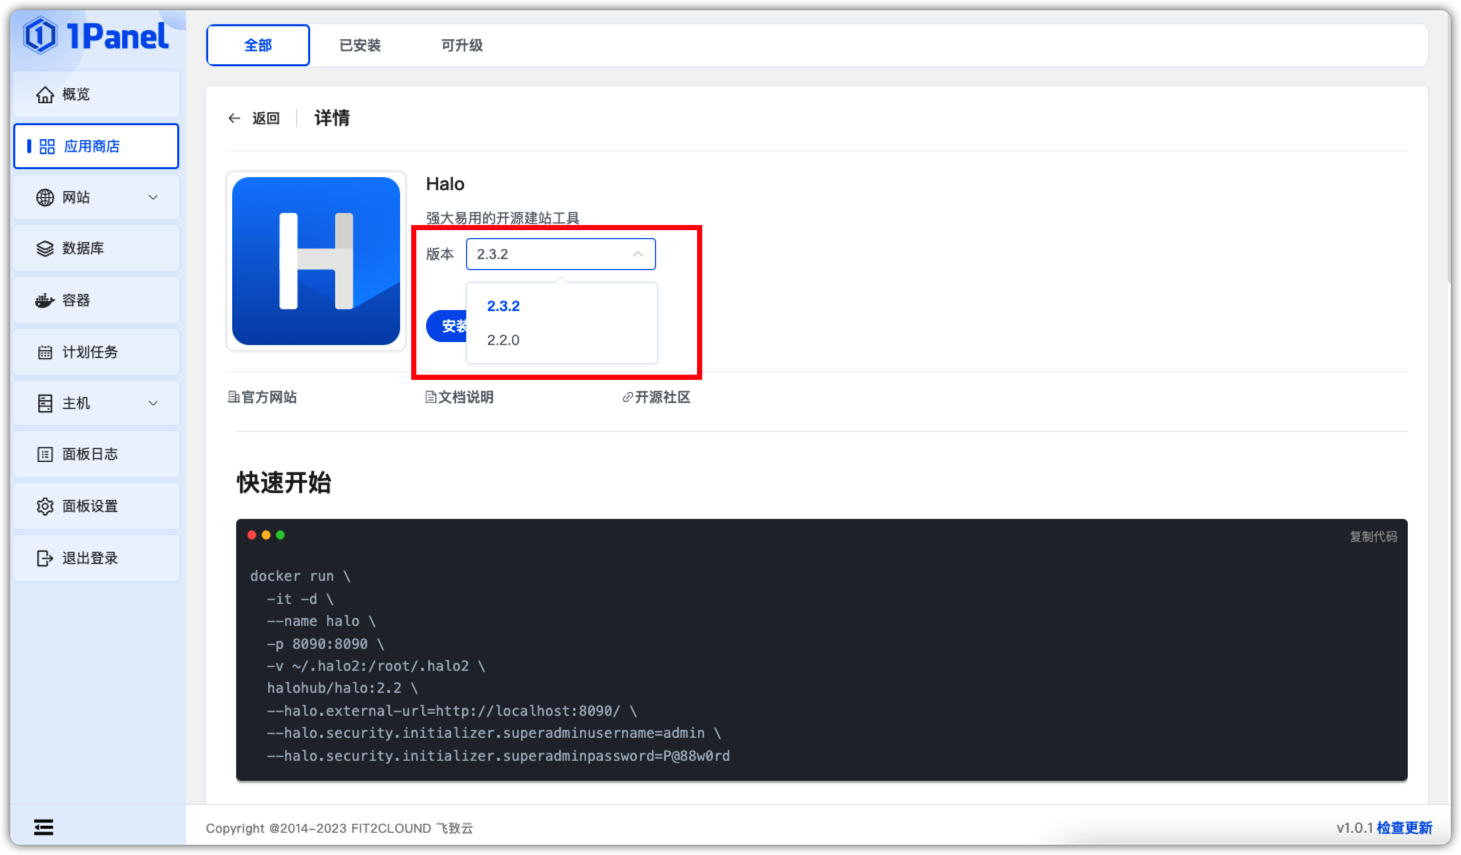 1Panel
概览
应用商店
网站
数据库
容器
计划任务
主机
面板日志
面板设置
退出登录
全部
已安装
可升级
返回
详情
Halo
强大易用的开源建站工具
版本
2.3.2
2.3.2
2.2.0
安装
官方网站
文档说明
开源社区
快速开始
复制代码
docker run \
-it -d \
--name halo \
-p 8090:8090 \
-v ~/.halo2:/root/.halo2 \
halohub/halo:2.2 \
--halo.external-url=http://localhost:8090/ \
--halo.security.initializer.superadminusername=admin \
--halo.security.initializer.superadminpassword=P@88w0rd
Copyright @2014-2023 FIT2CLOUND 飞致云
v1.0.1 检查更新